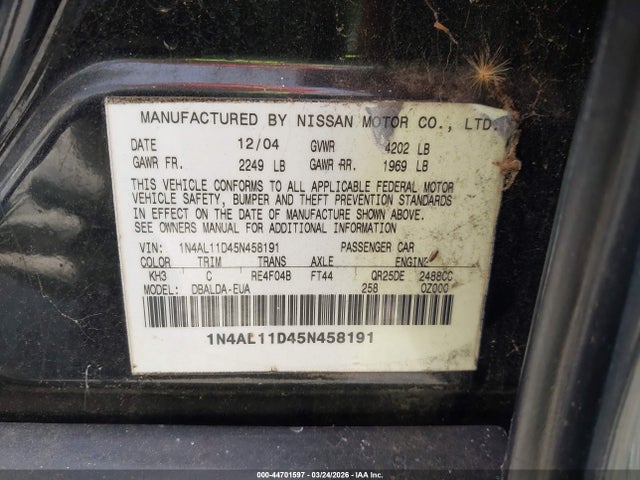 MANUFACTURED BY NISSAN MOTOR CO., LTD.
DATE 12/04 GVWR 4202 LB
GAWR FR. 2249 LB GAWR RR. 1969 LB
THIS VEHICLE CONFORMS TO ALL APPLICABLE FEDERAL MOTOR
VEHICLE SAFETY, BUMPER AND THEFT PREVENTION STANDARDS
IN EFFECT ON THE DATE OF MANUFACTURE SHOWN ABOVE.
SEE OWNERS MANUAL FOR ADDITIONAL INFORMATION
VIN: 1N4AL11D45N458191 PASSENGER CAR
COLOR TRIM TRANS AXLE ENGINE
KH3 C RE4F04B FT44 QR25DE 2488CC
MODEL: DBALDA-EUA 258 0Z000
1N4AL11D45N458191
000-44701597 • 03/24/2026 • IAA Inc.